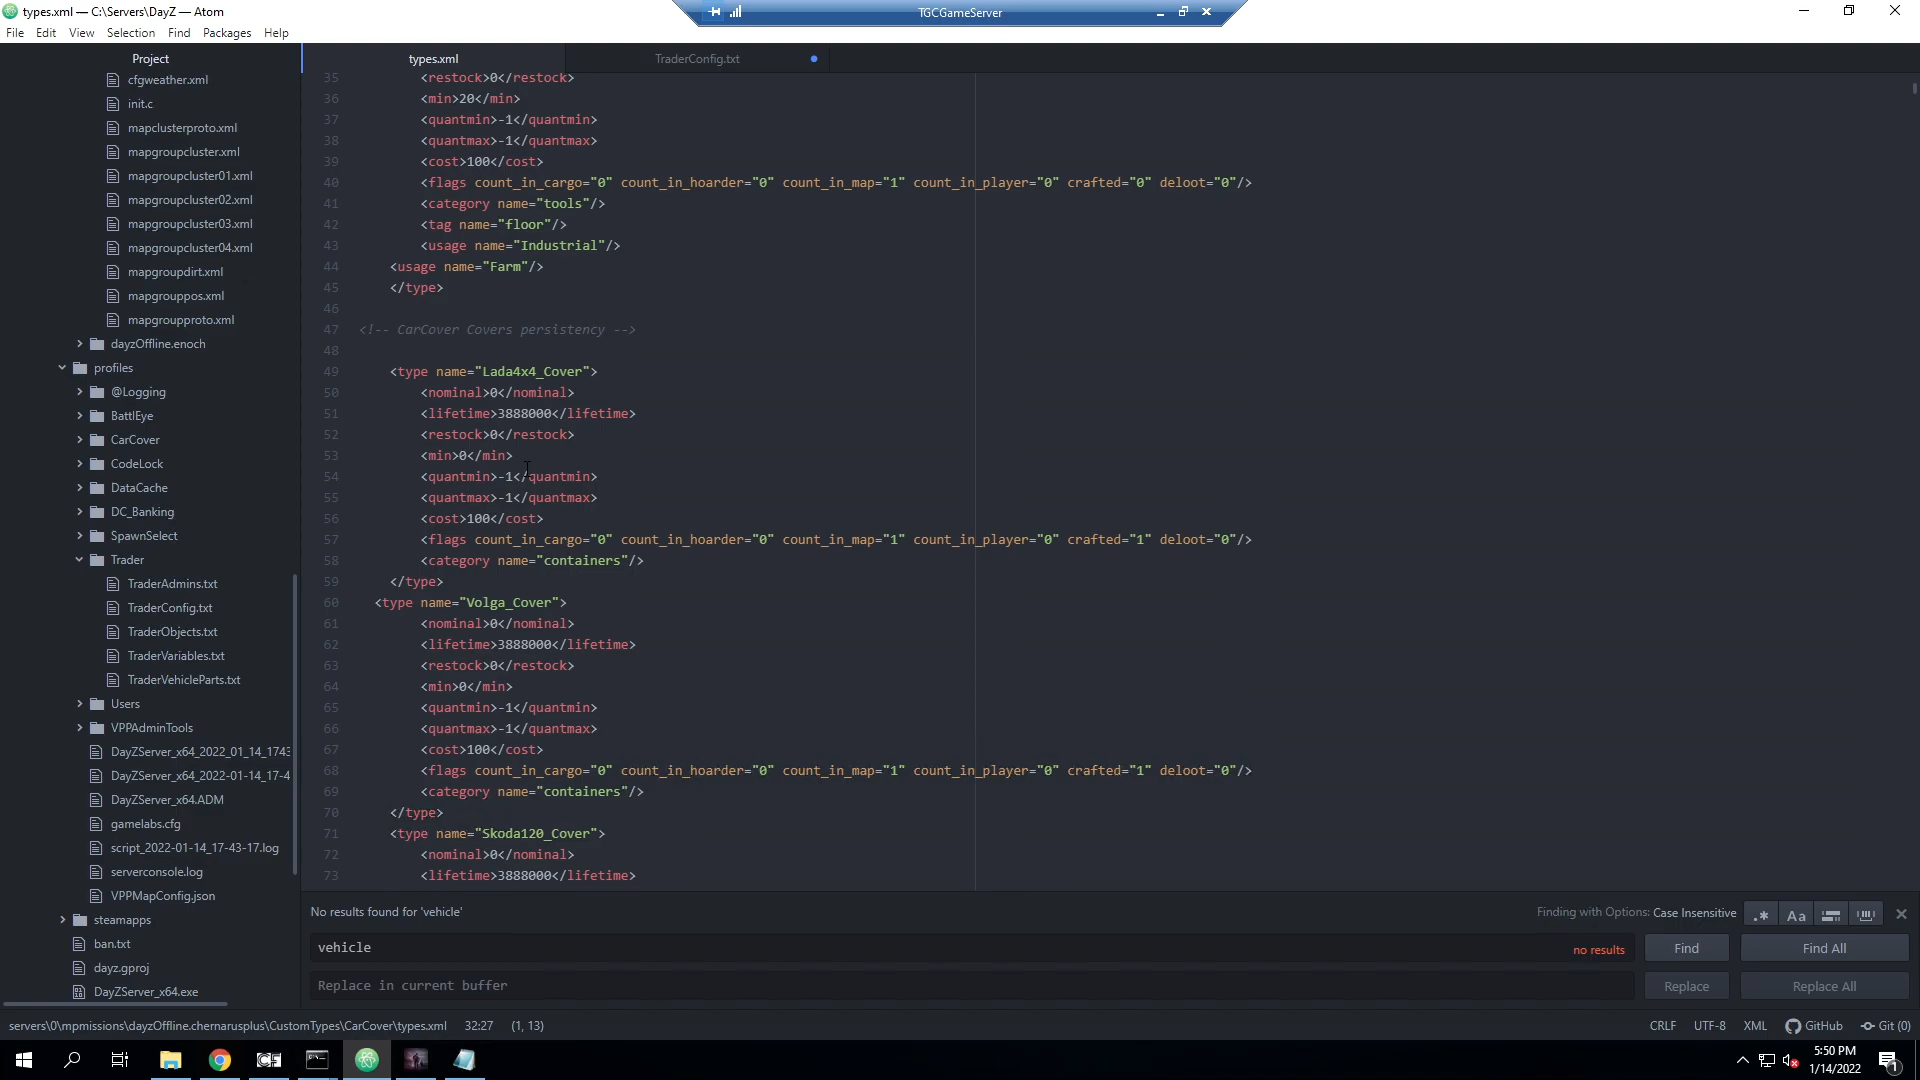 types.xml — C:\Servers\DayZ — Atom
TGCGameServer
File Edit View Selection Find Packages Help
Project
cfgweather.xml
init.c
mapclusterproto.xml
mapgroupcluster.xml
mapgroupcluster01.xml
mapgroupcluster02.xml
mapgroupcluster03.xml
mapgroupcluster04.xml
mapgroupdirt.xml
mapgrouppos.xml
mapgroupproto.xml
dayzOffline.enoch
profiles
@Logging
BattlEye
CarCover
CodeLock
DataCache
DC_Banking
SpawnSelect
Trader
TraderAdmins.txt
TraderConfig.txt
TraderObjects.txt
TraderVariables.txt
TraderVehicleParts.txt
Users
VPPAdminTools
DayZServer_x64_2022_01_14_1743
DayZServer_x64_2022-01-14_17-4
DayZServer_x64.ADM
gamelabs.cfg
script_2022-01-14_17-43-17.log
serverconsole.log
VPPMapConfig.json
steamapps
ban.txt
dayz.gproj
DayZServer_x64.exe
types.xml
TraderConfig.txt
35 <restock>0</restock>
36 <min>20</min>
37 <quantmin>-1</quantmin>
38 <quantmax>-1</quantmax>
39 <cost>100</cost>
40 <flags count_in_cargo="0" count_in_hoarder="0" count_in_map="1" count_in_player="0" crafted="0" deloot="0"/>
41 <category name="tools"/>
42 <tag name="floor"/>
43 <usage name="Industrial"/>
44 <usage name="Farm"/>
45 </type>
46
47 <!-- CarCover Covers persistency -->
48
49 <type name="Lada4x4_Cover">
50 <nominal>0</nominal>
51 <lifetime>3888000</lifetime>
52 <restock>0</restock>
53 <min>0</min>
54 <quantmin>-1</quantmin>
55 <quantmax>-1</quantmax>
56 <cost>100</cost>
57 <flags count_in_cargo="0" count_in_hoarder="0" count_in_map="1" count_in_player="0" crafted="1" deloot="0"/>
58 <category name="containers"/>
59 </type>
60 <type name="Volga_Cover">
61 <nominal>0</nominal>
62 <lifetime>3888000</lifetime>
63 <restock>0</restock>
64 <min>0</min>
65 <quantmin>-1</quantmin>
66 <quantmax>-1</quantmax>
67 <cost>100</cost>
68 <flags count_in_cargo="0" count_in_hoarder="0" count_in_map="1" count_in_player="0" crafted="1" deloot="0"/>
69 <category name="containers"/>
70 </type>
71 <type name="Skoda120_Cover">
72 <nominal>0</nominal>
73 <lifetime>3888000</lifetime>
No results found for 'vehicle'
Finding with Options: Case Insensitive
.* Aa
vehicle
no results
Find
Find All
Replace in current buffer
Replace
Replace All
servers\0\mpmissions\dayzOffline.chernarusplus\CustomTypes\CarCover\types.xml 32:27 (1, 13)
CRLF UTF-8 XML GitHub Git (0)
5:50 PM
1/14/2022
1